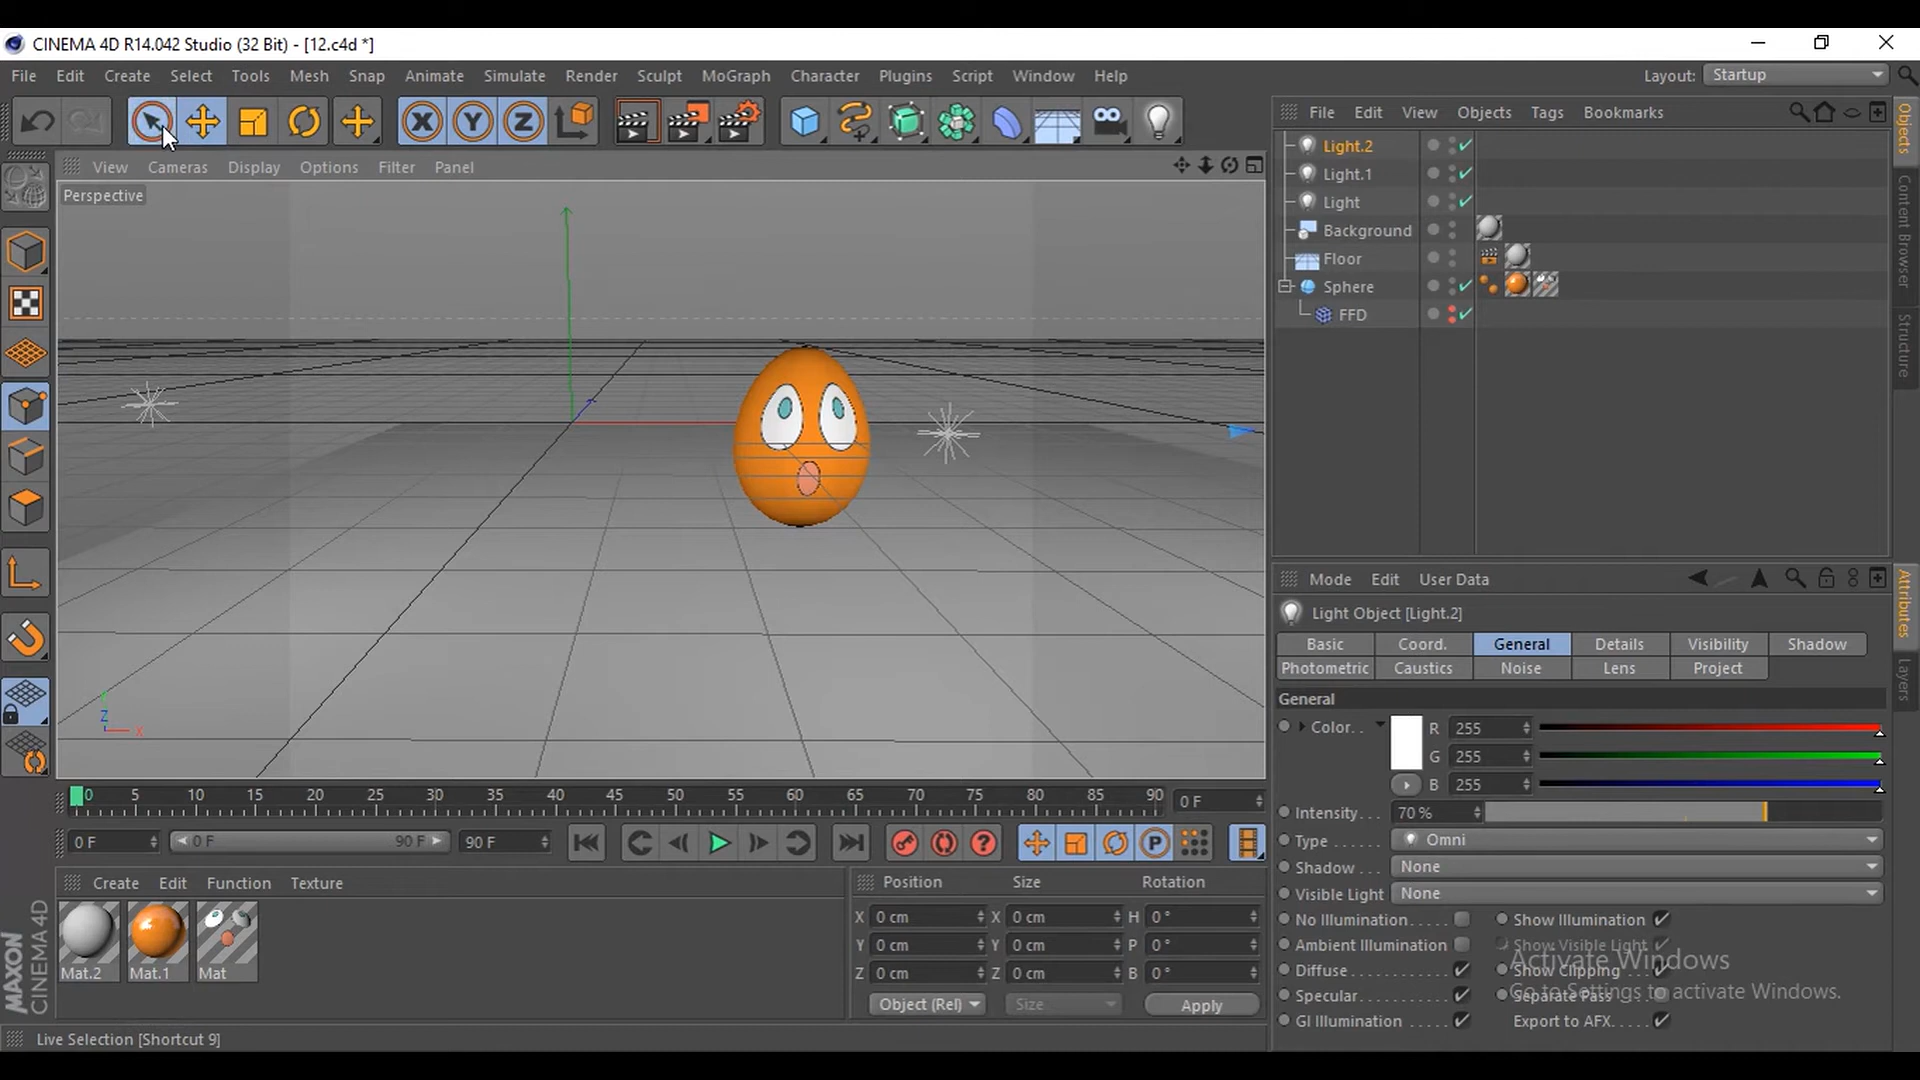 CINEMA 4D R14.042 Studio (32 Bit) - [12.c4d *]
File Edit Create Select Tools Mesh Snap Animate Simulate Render Sculpt MoGraph Character Plugins Script Window Help Layout: Startup
X Y Z
File Edit View Objects Tags Bookmarks
View Cameras Display Options Filter Panel
Perspective
Light.2
Light.1
Light
Background
Floor
Sphere
FFD
Objects
Content Browser
Structure
Z
X
Mode Edit User Data
Light Object [Light.2]
Basic Coord. General Details Visibility Shadow
Photometric Caustics Noise Lens Project
General
Color. . R 255
G 255
B 255
Intensity. . . 70 %
Type . . . . . . Omni
Shadow. . . . None
Visible Light None
No Illumination. . . . . Show Illumination
Ambient Illumination Show Visible Light
Diffuse. . . . . . . . . . . . . Show Clipping . . .
Specular. . . . . . . . . . . Separate Pass
GI Illumination . . . . . Export to AFX. . . . .
Activate Windows
Go to Settings to activate Windows.
Attributes
Layers
0 5 10 15 20 25 30 35 40 45 50 55 60 65 70 75 80 85 90 0 F
0 F 0 F 90 F 90 F
P
Create Edit Function Texture
Mat.2 Mat.1 Mat
Position Size Rotation
X 0 cm X 0 cm H 0 °
Y 0 cm Y 0 cm P 0 °
Z 0 cm Z 0 cm B 0 °
Object (Rel) Size Apply
MAXON
CINEMA 4D
Live Selection [Shortcut 9]